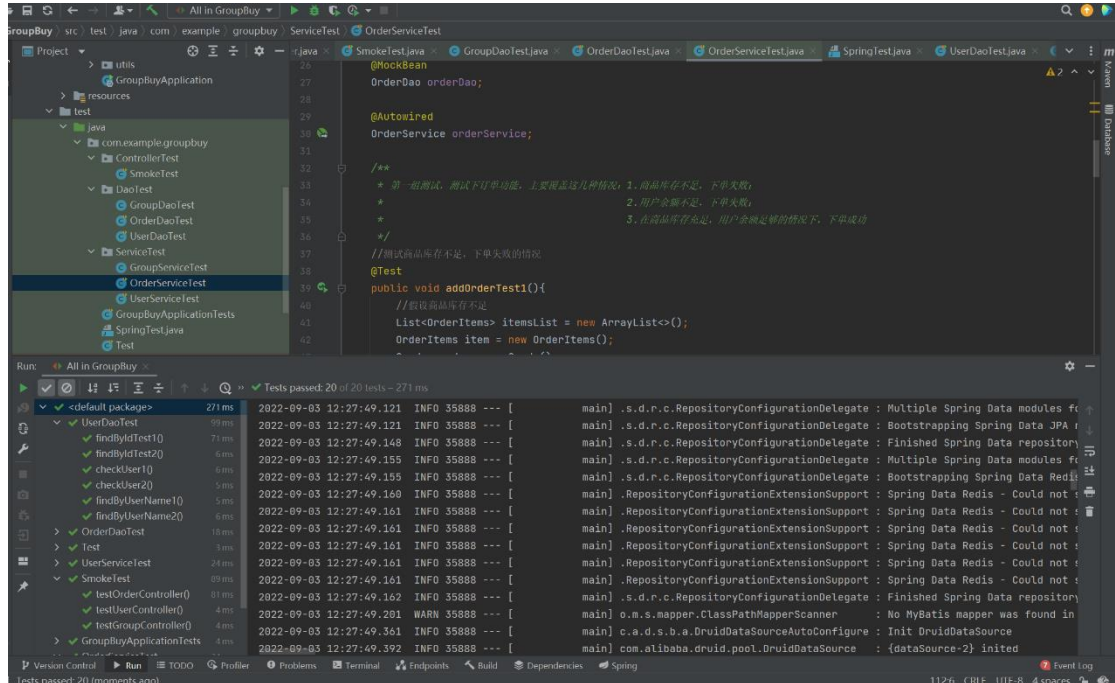 All in GroupBuy
GroupBuy src test java com example groupbuy ServiceTest OrderServiceTest
Project
r.java SmokeTest.java GroupDaoTest.java OrderDaoTest.java OrderServiceTest.java SpringTest.java UserDaoTest.java
Maven
Database
utils
GroupBuyApplication
resources
test
java
com.example.groupbuy
ControllerTest
SmokeTest
DaoTest
GroupDaoTest
OrderDaoTest
UserDaoTest
ServiceTest
GroupServiceTest
OrderServiceTest
UserServiceTest
GroupBuyApplicationTests
SpringTest.java
Test
2
26 @MockBean
27 OrderDao orderDao;
28
29 @Autowired
30 OrderService orderService;
31
32 /**
33 * 第一组测试，测试下订单功能，主要覆盖这几种情况：1.商品库存不足，下单失败；
34 * 2.用户余额不足，下单失败；
35 * 3.在商品库存充足，用户余额足够的情况下，下单成功
36 */
37 //测试商品库存不足，下单失败的情况
38 @Test
39 public void addOrderTest1(){
40 //假设商品库存不足
41 List<OrderItems> itemsList = new ArrayList<>();
42 OrderItems item = new OrderItems();
Run: All in GroupBuy
Tests passed: 20 of 20 tests – 271 ms
<default package> 271 ms
UserDaoTest 99 ms
findByIdTest1() 71 ms
findByIdTest2() 6 ms
checkUser1() 6 ms
checkUser2() 5 ms
findByUserName1() 5 ms
findByUserName2() 6 ms
OrderDaoTest 18 ms
Test 3 ms
UserServiceTest 24 ms
SmokeTest 89 ms
testOrderController() 81 ms
testUserController() 4 ms
testGroupController() 4 ms
GroupBuyApplicationTests 4 ms
2022-09-03 12:27:49.121 INFO 35888 --- [ main] .s.d.r.c.RepositoryConfigurationDelegate : Multiple Spring Data modules fo
2022-09-03 12:27:49.121 INFO 35888 --- [ main] .s.d.r.c.RepositoryConfigurationDelegate : Bootstrapping Spring Data JPA r
2022-09-03 12:27:49.148 INFO 35888 --- [ main] .s.d.r.c.RepositoryConfigurationDelegate : Finished Spring Data repository
2022-09-03 12:27:49.155 INFO 35888 --- [ main] .s.d.r.c.RepositoryConfigurationDelegate : Multiple Spring Data modules fo
2022-09-03 12:27:49.155 INFO 35888 --- [ main] .s.d.r.c.RepositoryConfigurationDelegate : Bootstrapping Spring Data Redis
2022-09-03 12:27:49.160 INFO 35888 --- [ main] .RepositoryConfigurationExtensionSupport : Spring Data Redis - Could not s
2022-09-03 12:27:49.161 INFO 35888 --- [ main] .RepositoryConfigurationExtensionSupport : Spring Data Redis - Could not s
2022-09-03 12:27:49.161 INFO 35888 --- [ main] .RepositoryConfigurationExtensionSupport : Spring Data Redis - Could not s
2022-09-03 12:27:49.161 INFO 35888 --- [ main] .RepositoryConfigurationExtensionSupport : Spring Data Redis - Could not s
2022-09-03 12:27:49.161 INFO 35888 --- [ main] .RepositoryConfigurationExtensionSupport : Spring Data Redis - Could not s
2022-09-03 12:27:49.161 INFO 35888 --- [ main] .RepositoryConfigurationExtensionSupport : Spring Data Redis - Could not s
2022-09-03 12:27:49.162 INFO 35888 --- [ main] .s.d.r.c.RepositoryConfigurationDelegate : Finished Spring Data repository
2022-09-03 12:27:49.201 WARN 35888 --- [ main] o.m.s.mapper.ClassPathMapperScanner : No MyBatis mapper was found in
2022-09-03 12:27:49.361 INFO 35888 --- [ main] c.a.d.s.b.a.DruidDataSourceAutoConfigure : Init DruidDataSource
2022-09-03 12:27:49.392 INFO 35888 --- [ main] com.alibaba.druid.pool.DruidDataSource : {dataSource-2} inited
Version Control Run TODO Profiler Problems Terminal Endpoints Build Dependencies Spring 7 Event Log
Tests passed: 20 (moments ago) 112:6 CRLF UTF-8 4 spaces